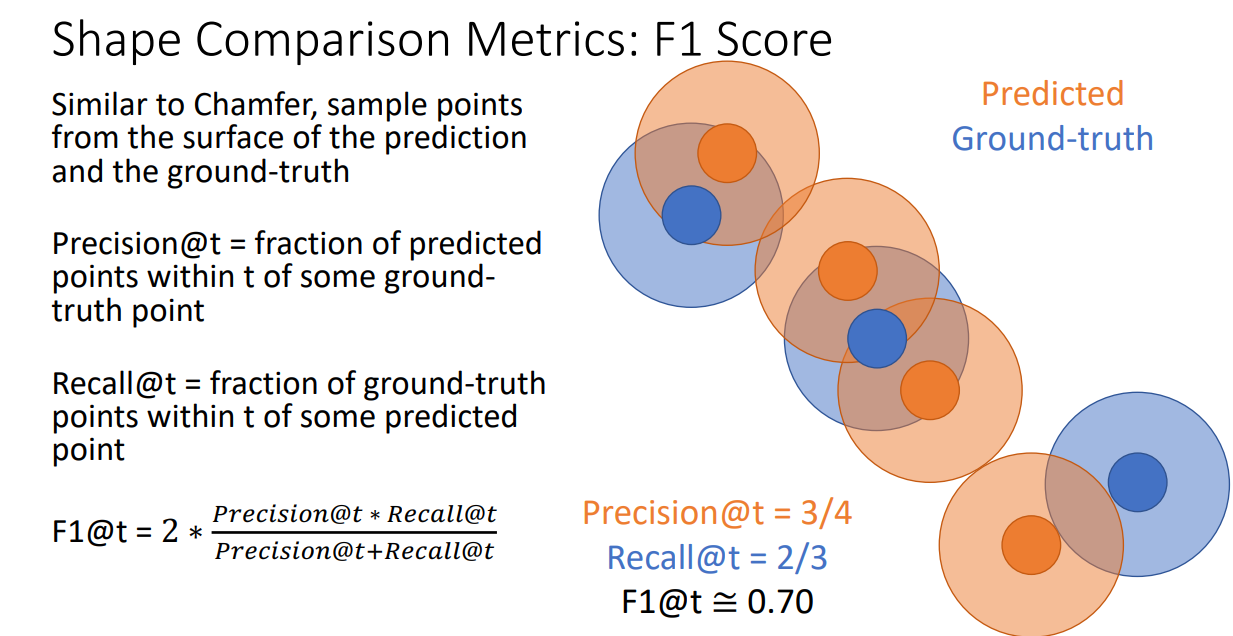 Shape Comparison Metrics: F1 Score
Similar to Chamfer, sample points
from the surface of the prediction
and the ground-truth
Precision@t = fraction of predicted
points within t of some ground-
truth point
Recall@t = fraction of ground-truth
points within t of some predicted
point
F1@t = 2 * \frac{Precision@t * Recall@t}{Precision@t+Recall@t}
Predicted
Ground-truth
Precision@t = 3/4
Recall@t = 2/3
F1@t ≅ 0.70